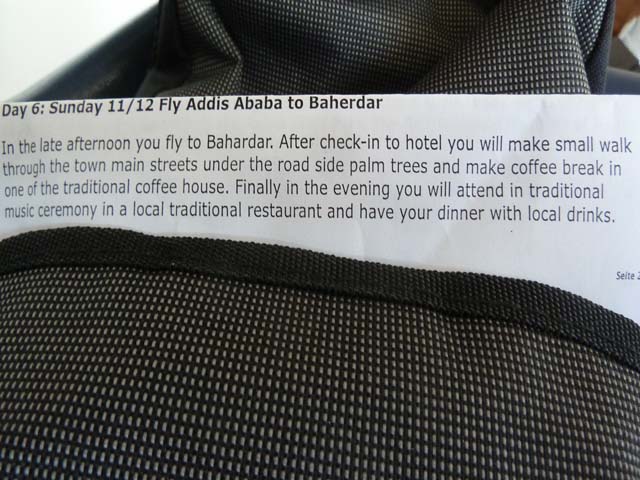 Day 6: Sunday 11/12 Fly Addis Ababa to Baherdar
In the late afternoon you fly to Bahardar. After check-in to hotel you will make small walk
through the town main streets under the road side palm trees and make coffee break in
one of the traditional coffee house. Finally in the evening you will attend in traditional
music ceremony in a local traditional restaurant and have your dinner with local drinks.
Seite 2